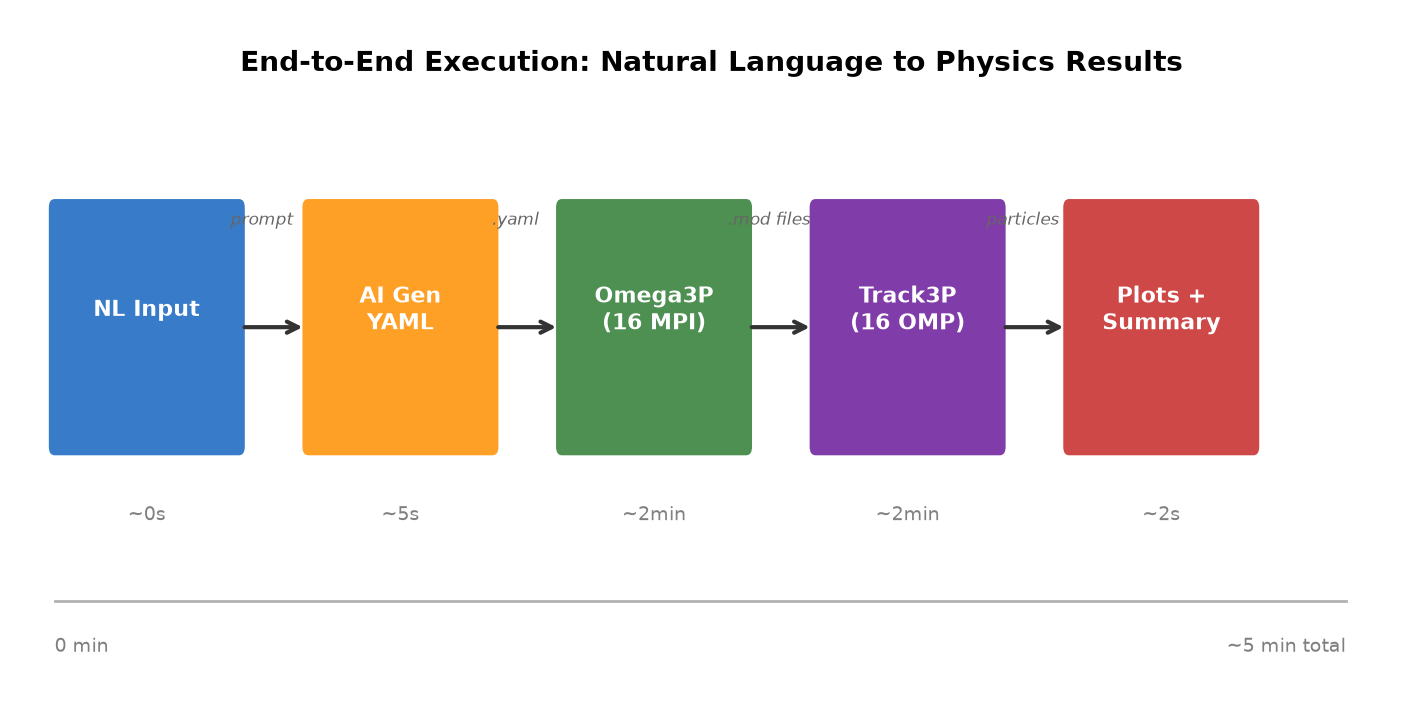 End-to-End Execution: Natural Language to Physics Results
prompt
.yaml
.mod files
particles
NL Input
AI Gen
YAML
Omega3P
(16 MPI)
Track3P
(16 OMP)
Plots +
Summary
~0s
~5s
~2min
~2min
~2s
0 min
~5 min total